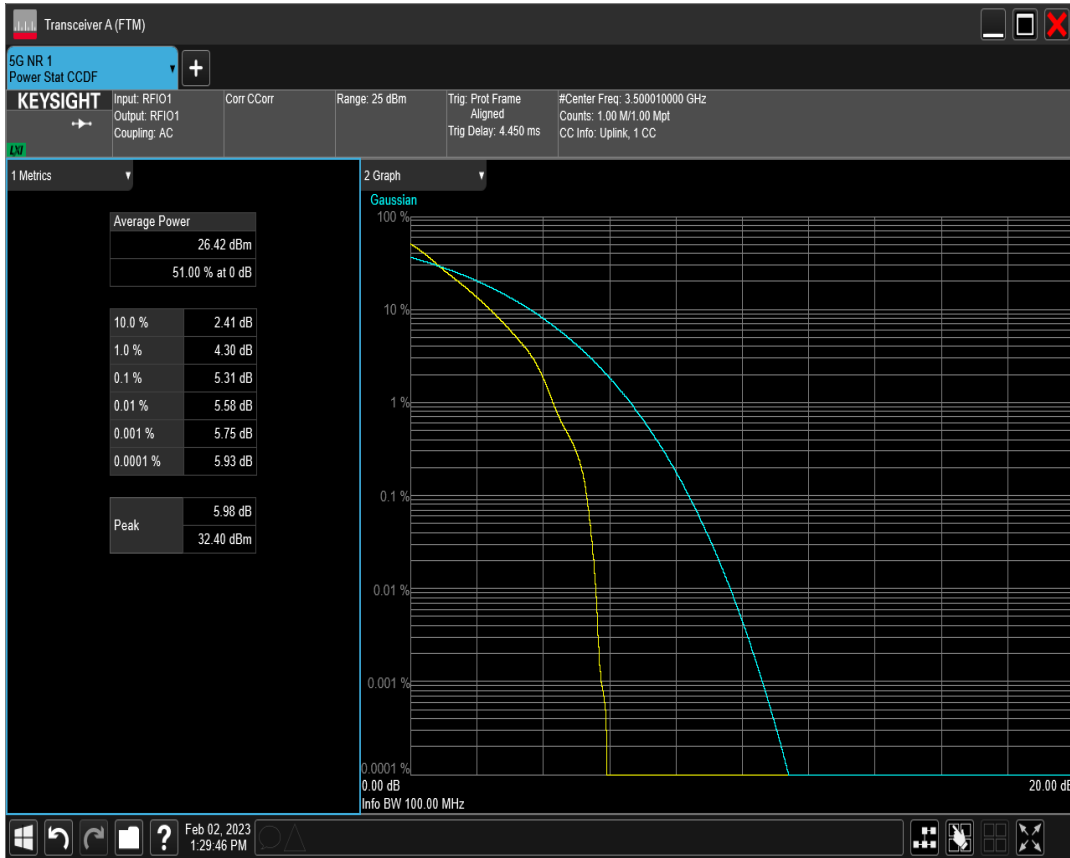 Transceiver A (FTM)
5G NR 1
Power Stat CCDF
+
KEYSIGHT
LXI
Input: RFIO1
Output: RFIO1
Coupling: AC
Corr CCorr
Range: 25 dBm
Trig: Prot Frame
Aligned
Trig Delay: 4.450 ms
#Center Freq: 3.500010000 GHz
Counts: 1.00 M/1.00 Mpt
CC Info: Uplink, 1 CC
1 Metrics
Average Power
26.42 dBm
51.00 % at 0 dB
10.0 % 2.41 dB
1.0 % 4.30 dB
0.1 % 5.31 dB
0.01 % 5.58 dB
0.001 % 5.75 dB
0.0001 % 5.93 dB
Peak 5.98 dB
32.40 dBm
2 Graph
Gaussian
100 %
10 %
1 %
0.1 %
0.01 %
0.001 %
0.0001 %
0.00 dB 20.00 dB
Info BW 100.00 MHz
?
Feb 02, 2023
1:29:46 PM